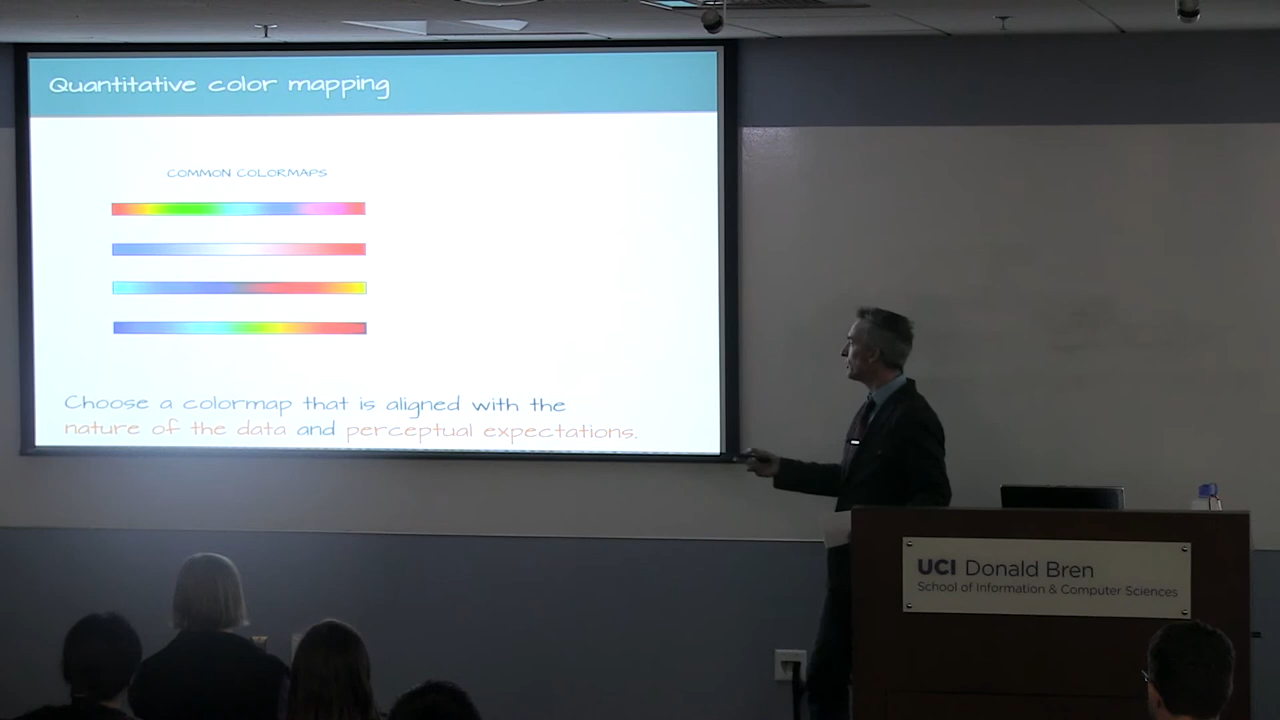 Quantitative color mapping
COMMON COLORMAPS
Choose a colormap that is aligned with the
nature of the data and perceptual expectations.
UCI Donald Bren
School of Information & Computer Sciences